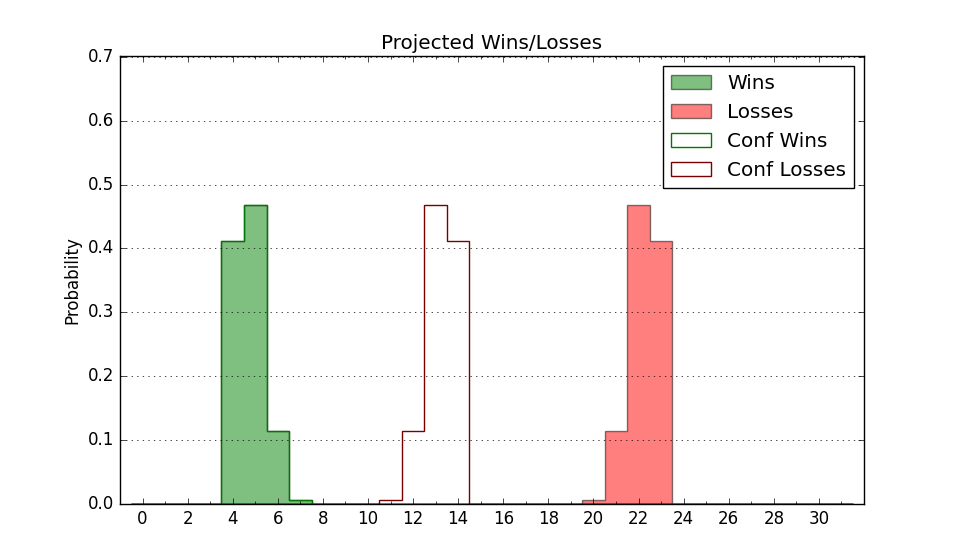 Projected Wins/Losses
0.7
0.6
0.5
0.4
0.3
0.2
0.1
0.0
Probability
Wins
Losses
Conf Wins
Conf Losses
0 2 4 6 8 10 12 14 16 18 20 22 24 26 28 30